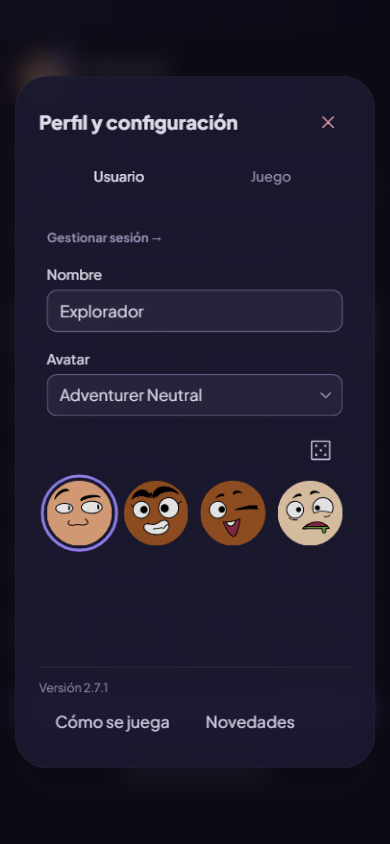 Perfil y configuración
Usuario Juego
Gestionar sesión →
Nombre
Explorador
Avatar
Adventurer Neutral
Versión 2.7.1
Cómo se juega Novedades